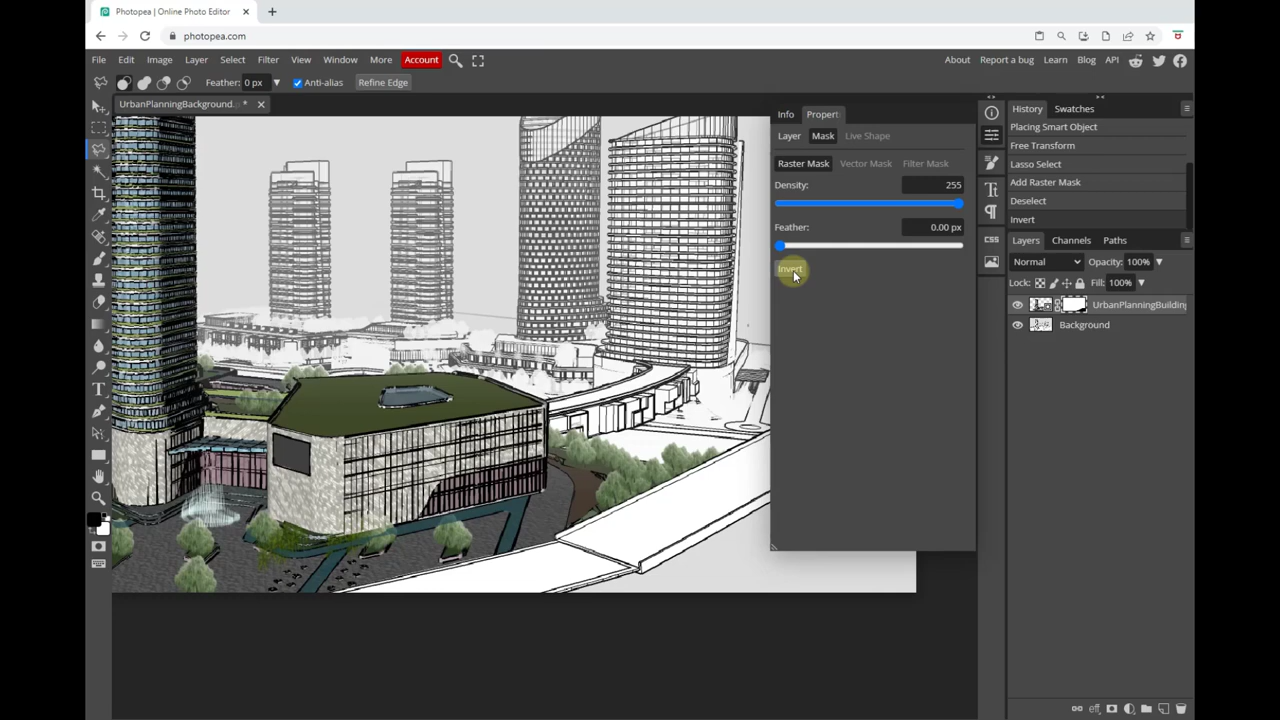 Photopea | Online Photo Editor
photopea.com
File Edit Image Layer Select Filter View Window More Account
About Report a bug Learn Blog API
Feather: 0 px Anti-alias Refine Edge
UrbanPlanningBackground. *
Info Propert
History Swatches
Layer Mask Live Shape
Placing Smart Object
Free Transform
Raster Mask Vector Mask Filter Mask
Lasso Select
Density: 255
Add Raster Mask
Deselect
Feather: 0.00 px
Invert
Layers Channels Paths
Normal Opacity: 100%
Invert
Lock: Fill: 100%
UrbanPlanningBuilding
Background
CSS
eff